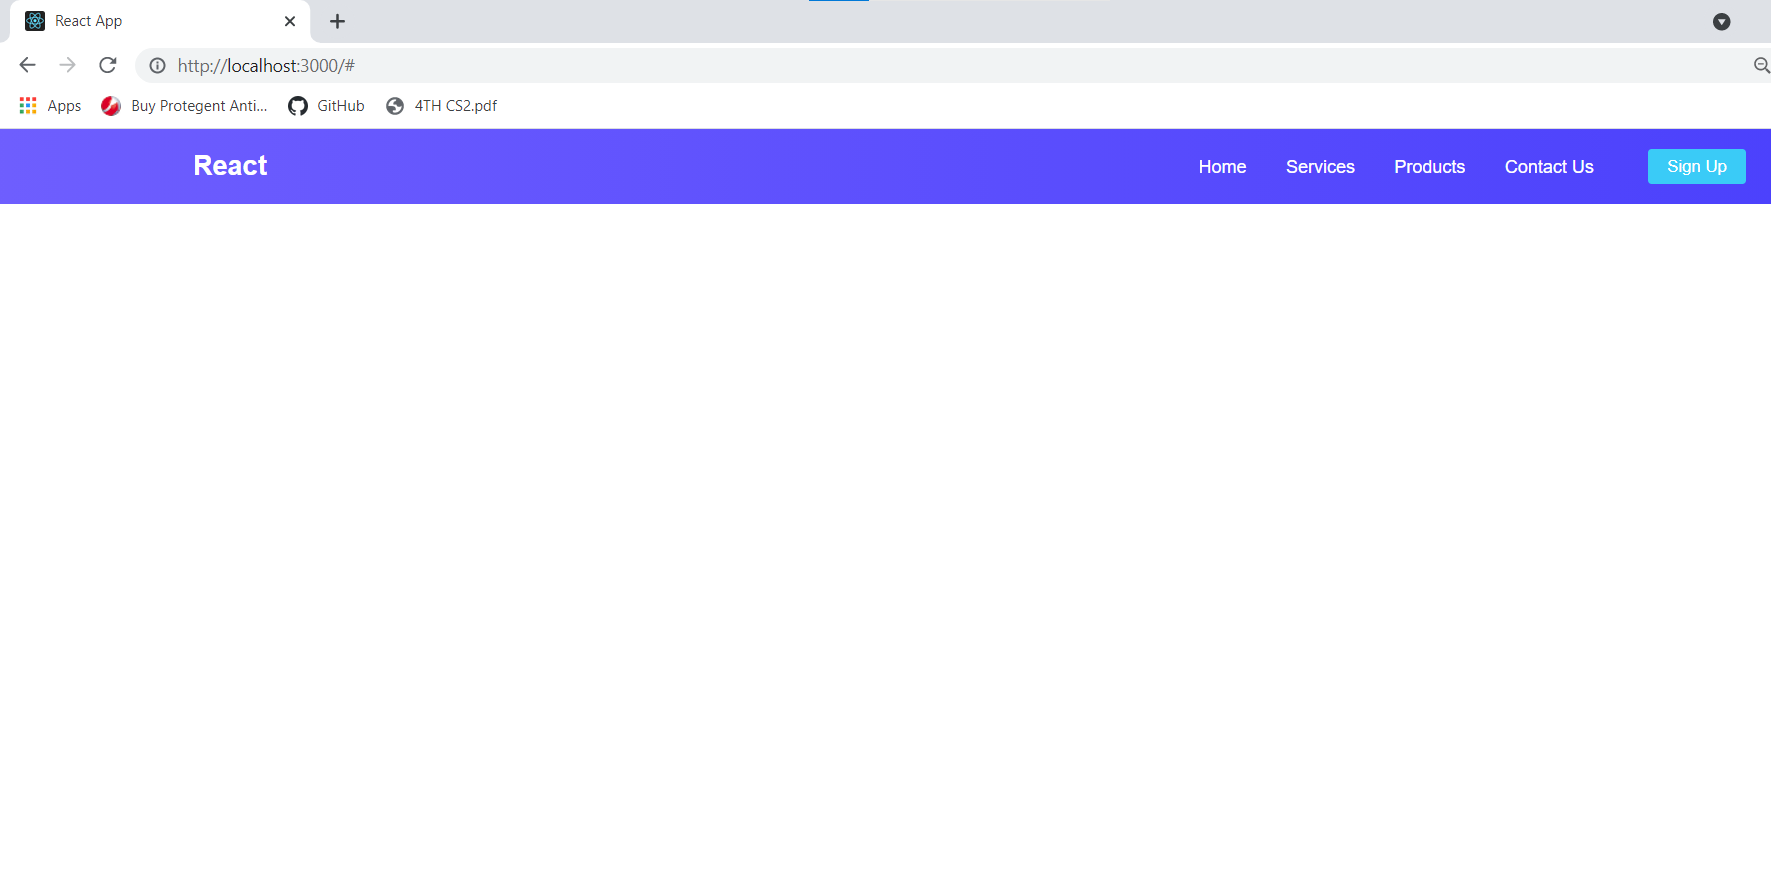 React App
http://localhost:3000/#
Apps Buy Protegent Anti... GitHub 4TH CS2.pdf
React Home Services Products Contact Us Sign Up